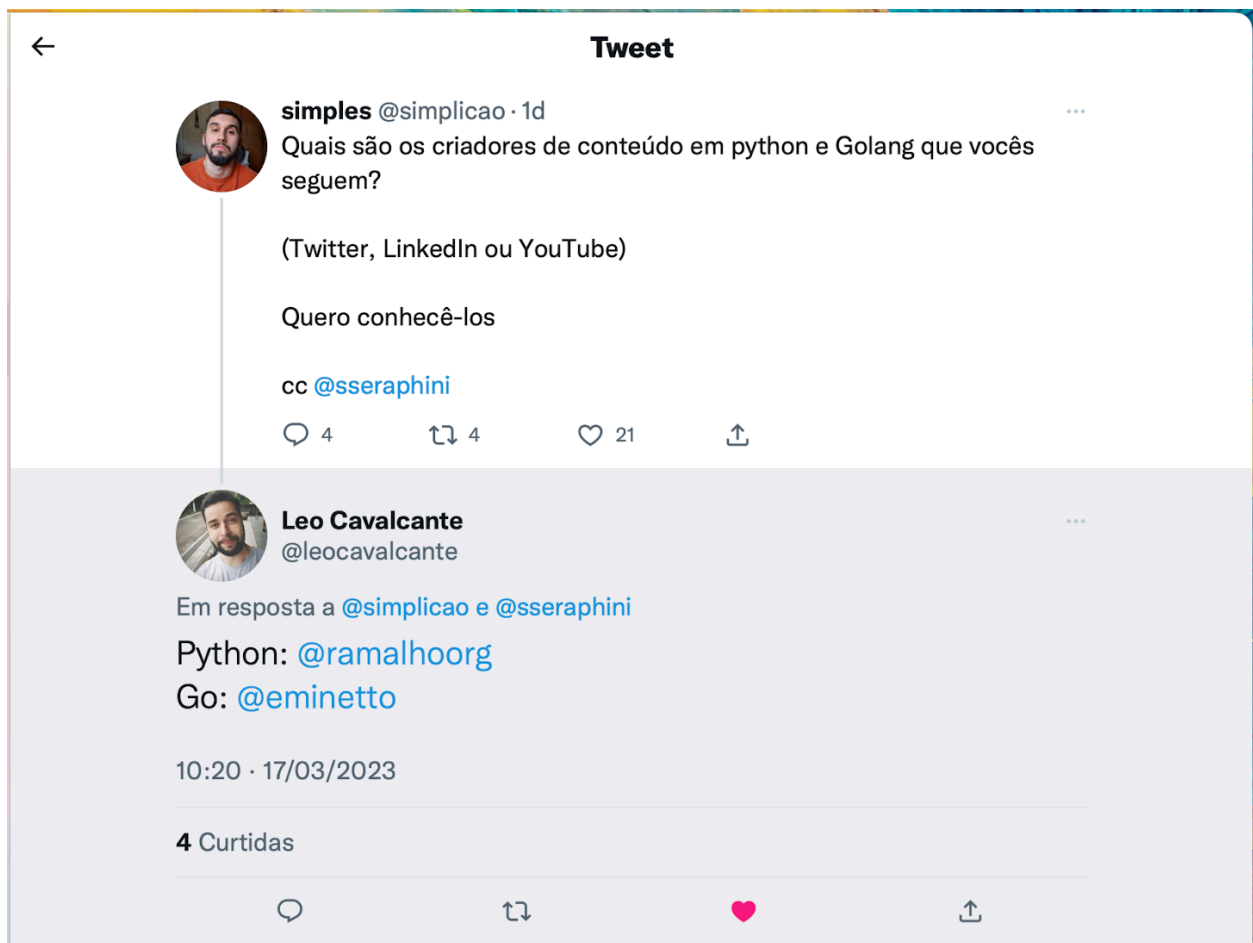 Tweet
simples @simplicao · 1d
Quais são os criadores de conteúdo em python e Golang que vocês
seguem?
(Twitter, LinkedIn ou YouTube)
Quero conhecê-los
cc @sseraphini
4 4 21
Leo Cavalcante
@leocavalcante
Em resposta a @simplicao e @sseraphini
Python: @ramalhoorg
Go: @eminetto
10:20 · 17/03/2023
4 Curtidas